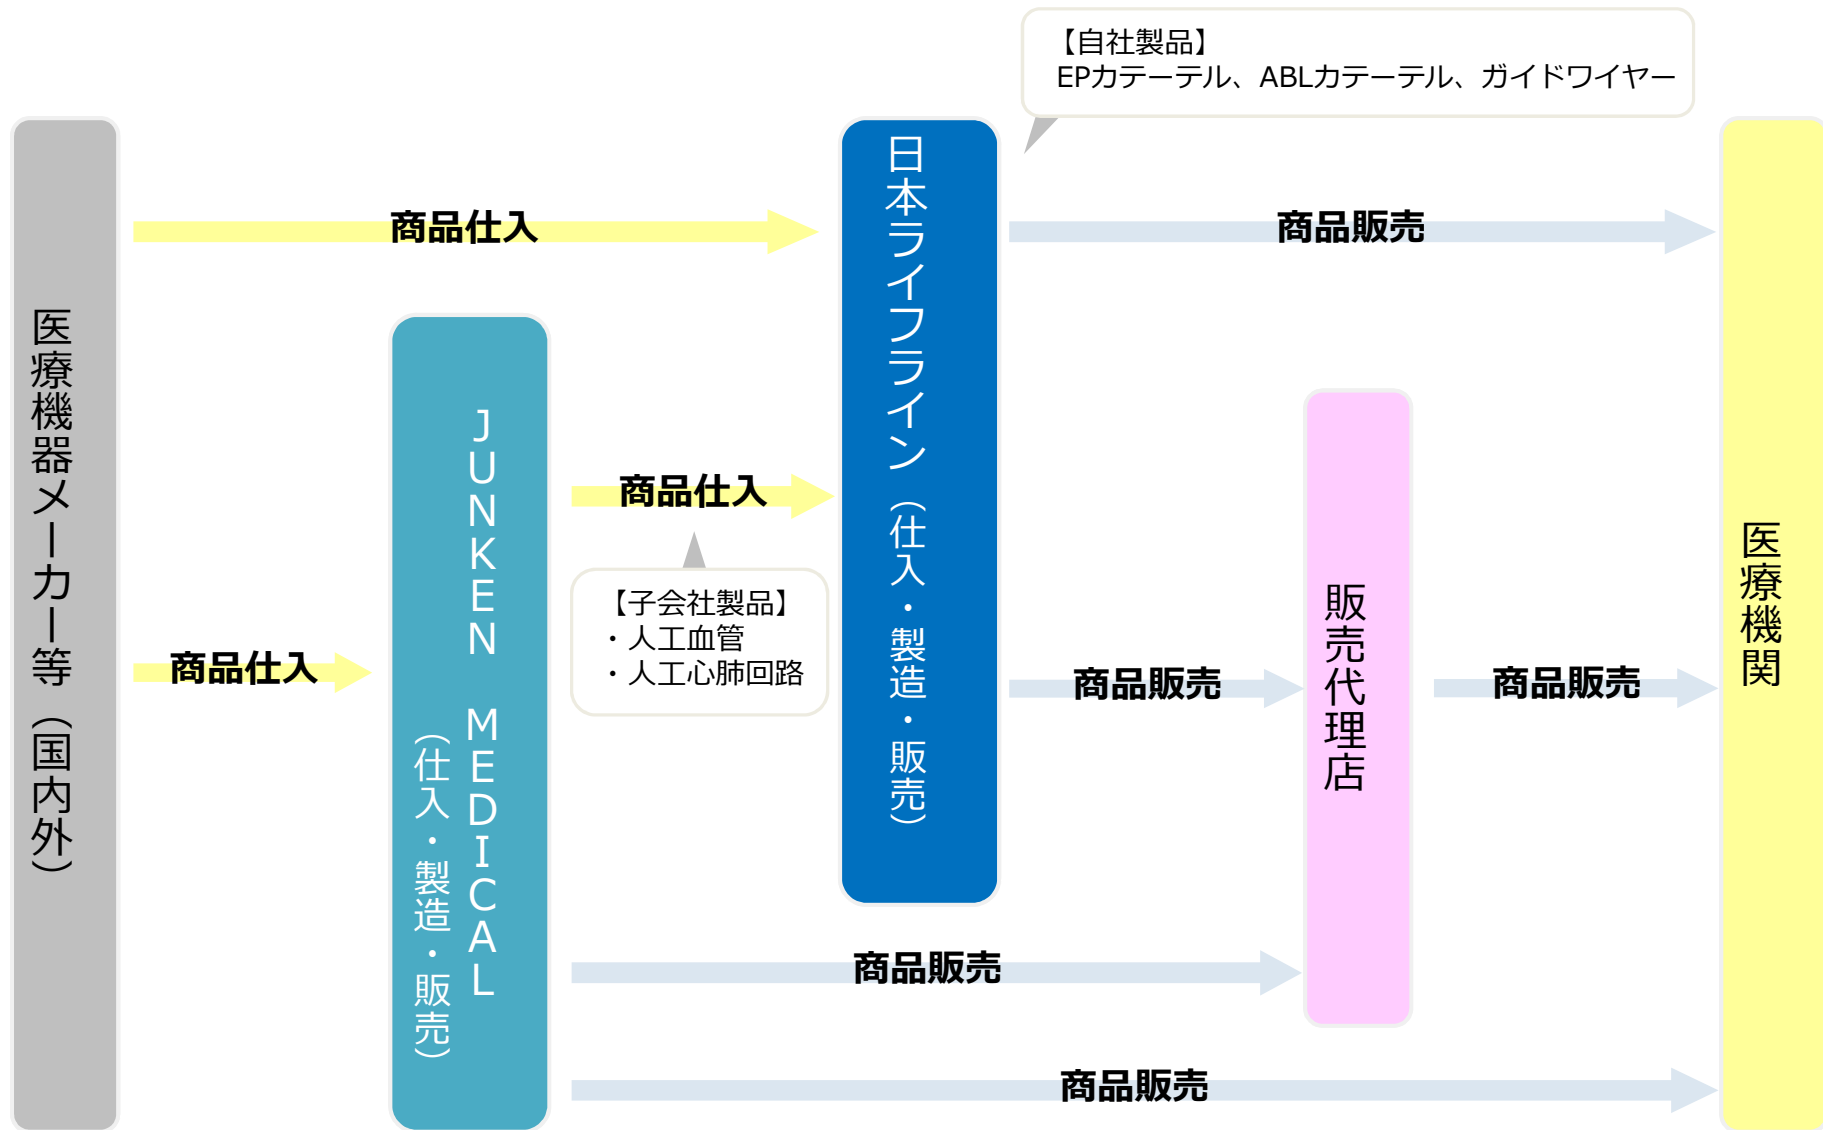 【自社製品】
EPカテーテル、ABLカテーテル、ガイドワイヤー
医療機器メーカー等（国内外）
商品仕入
商品仕入
JUNKEN MEDICAL
（仕入・製造・販売）
商品仕入
【子会社製品】
・人工血管
・人工心肺回路
日本ライフライン（仕入・製造・販売）
商品販売
商品販売
販売代理店
商品販売
商品販売
商品販売
医療機関